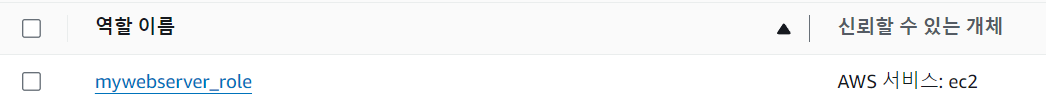 역할 이름 ▲ 신뢰할 수 있는 개체
mywebserver_role AWS 서비스: ec2